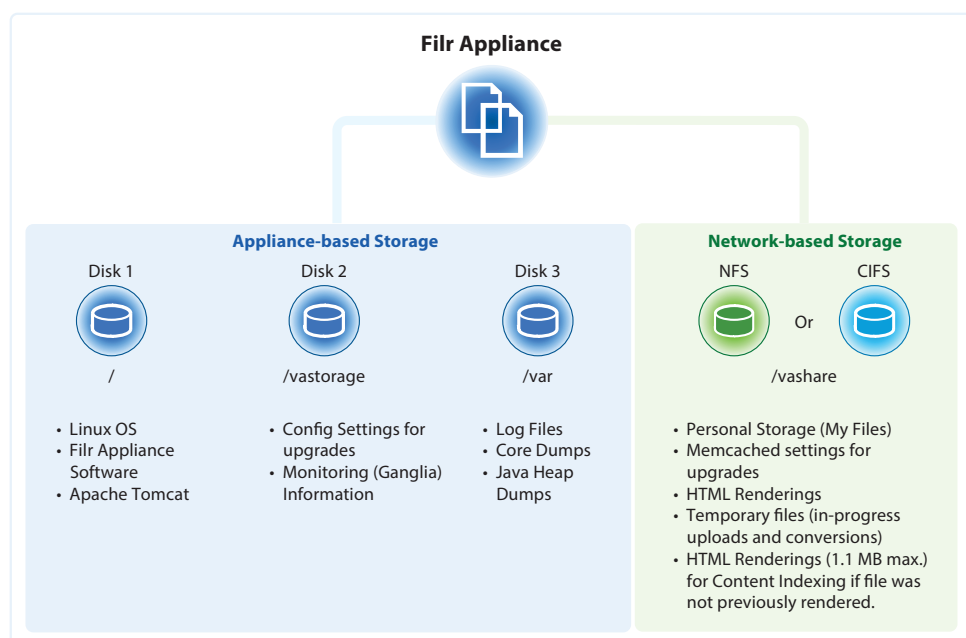 Filr Appliance
Appliance-based Storage
Disk 1
/
• Linux OS
• Filr Appliance
Software
• Apache Tomcat
Disk 2
/vastorage
• Config Settings for
upgrades
• Monitoring (Ganglia)
Information
Disk 3
/var
• Log Files
• Core Dumps
• Java Heap
Dumps
Network-based Storage
NFS
Or
CIFS
/vashare
• Personal Storage (My Files)
• Memcached settings for
upgrades
• HTML Renderings
• Temporary files (in-progress
uploads and conversions)
• HTML Renderings (1.1 MB max.)
for Content Indexing if file was
not previously rendered.